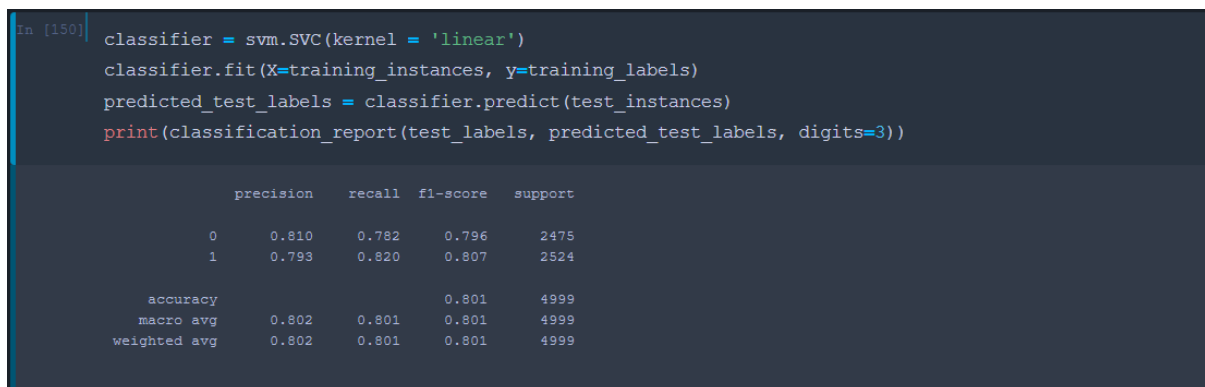 In [150]
classifier = svm.SVC(kernel = 'linear')
classifier.fit(X=training_instances, y=training_labels)
predicted_test_labels = classifier.predict(test_instances)
print(classification_report(test_labels, predicted_test_labels, digits=3))
precision recall f1-score support
0 0.810 0.782 0.796 2475
1 0.793 0.820 0.807 2524
accuracy 0.801 4999
macro avg 0.802 0.801 0.801 4999
weighted avg 0.802 0.801 0.801 4999